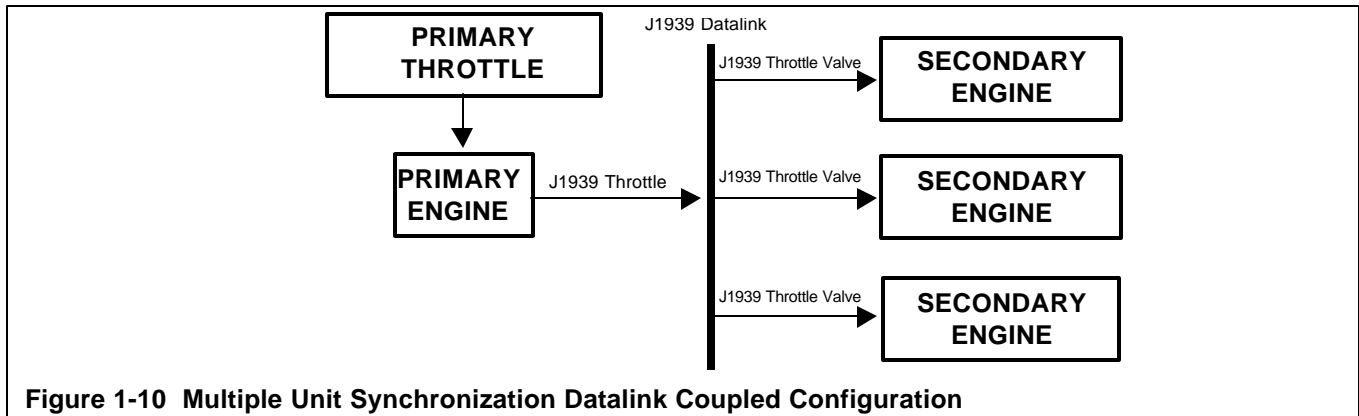 PRIMARY
THROTTLE
J1939 Datalink
J1939 Throttle Valve
SECONDARY
ENGINE
PRIMARY
ENGINE
J1939 Throttle
J1939 Throttle Valve
SECONDARY
ENGINE
J1939 Throttle Valve
SECONDARY
ENGINE
Figure 1-10 Multiple Unit Synchronization Datalink Coupled Configuration